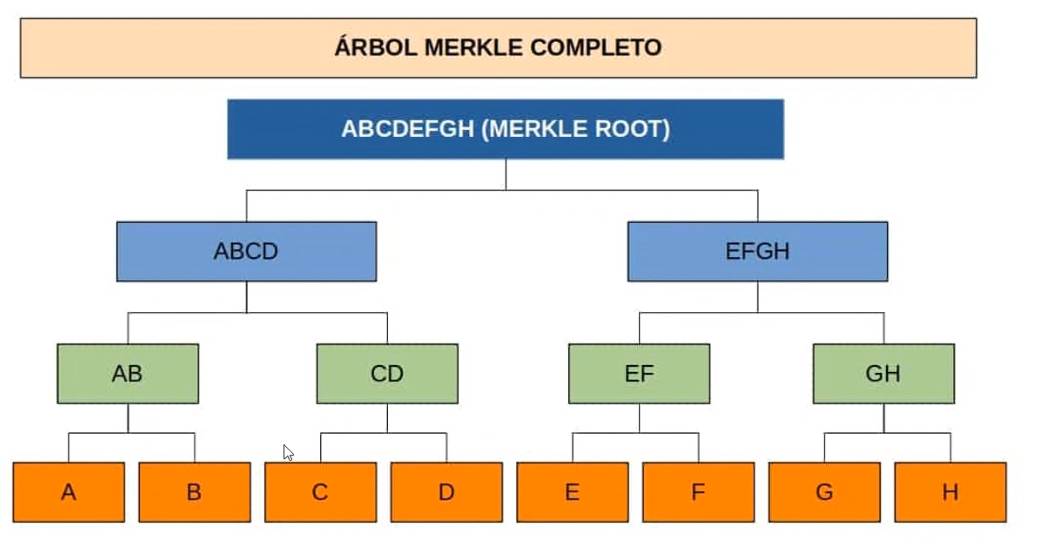 ÁRBOL MERKLE COMPLETO
ABCDEFGH (MERKLE ROOT)
ABCD
EFGH
AB
CD
EF
GH
A
B
C
D
E
F
G
H